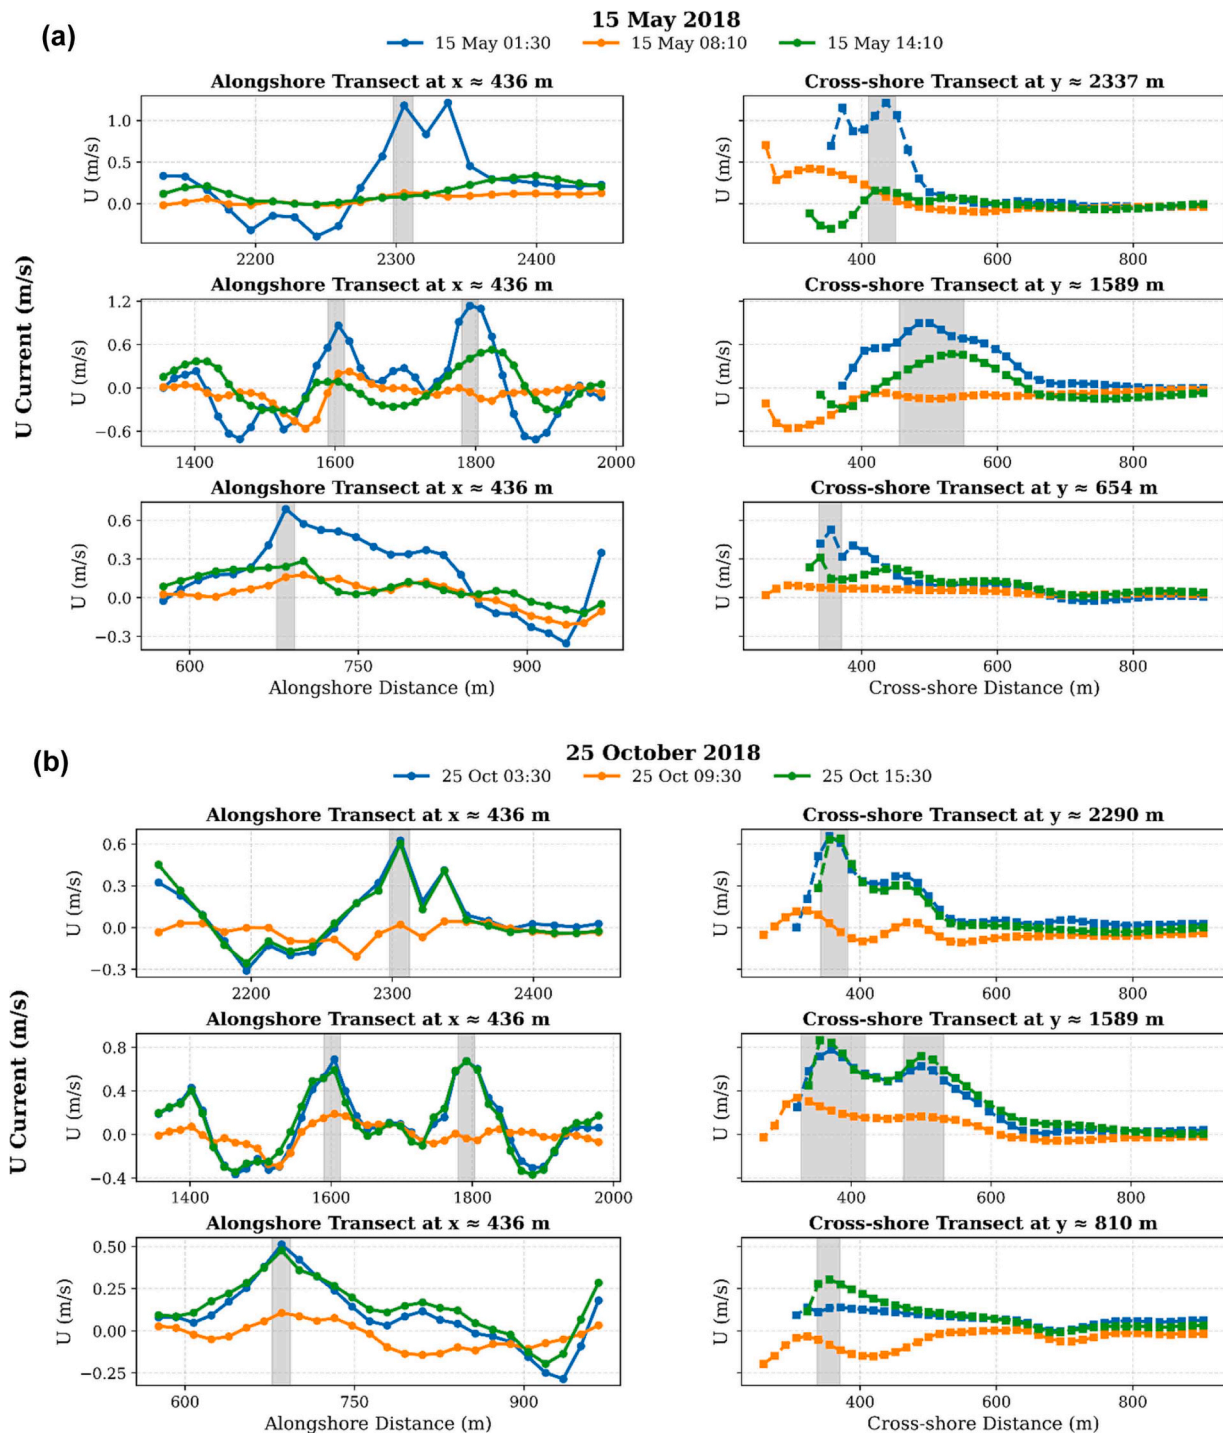 (a)
15 May 2018
15 May 01:30 15 May 08:10 15 May 14:10
Alongshore Transect at x ≈ 436 m
Cross-shore Transect at y ≈ 2337 m
U (m/s)
1.0
0.5
0.0
2200 2300 2400
U (m/s)
400 600 800
U Current (m/s)
Alongshore Transect at x ≈ 436 m
Cross-shore Transect at y ≈ 1589 m
U (m/s)
1.2
0.6
0.0
−0.6
1400 1600 1800 2000
U (m/s)
400 600 800
Alongshore Transect at x ≈ 436 m
Cross-shore Transect at y ≈ 654 m
U (m/s)
0.6
0.3
0.0
−0.3
600 750 900
Alongshore Distance (m)
U (m/s)
400 600 800
Cross-shore Distance (m)
(b)
25 October 2018
25 Oct 03:30 25 Oct 09:30 25 Oct 15:30
Alongshore Transect at x ≈ 436 m
Cross-shore Transect at y ≈ 2290 m
U (m/s)
0.6
0.3
0.0
−0.3
2200 2300 2400
U (m/s)
400 600 800
U Current (m/s)
Alongshore Transect at x ≈ 436 m
Cross-shore Transect at y ≈ 1589 m
U (m/s)
0.8
0.4
0.0
−0.4
1400 1600 1800 2000
U (m/s)
400 600 800
Alongshore Transect at x ≈ 436 m
Cross-shore Transect at y ≈ 810 m
U (m/s)
0.50
0.25
0.00
−0.25
600 750 900
Alongshore Distance (m)
U (m/s)
400 600 800
Cross-shore Distance (m)